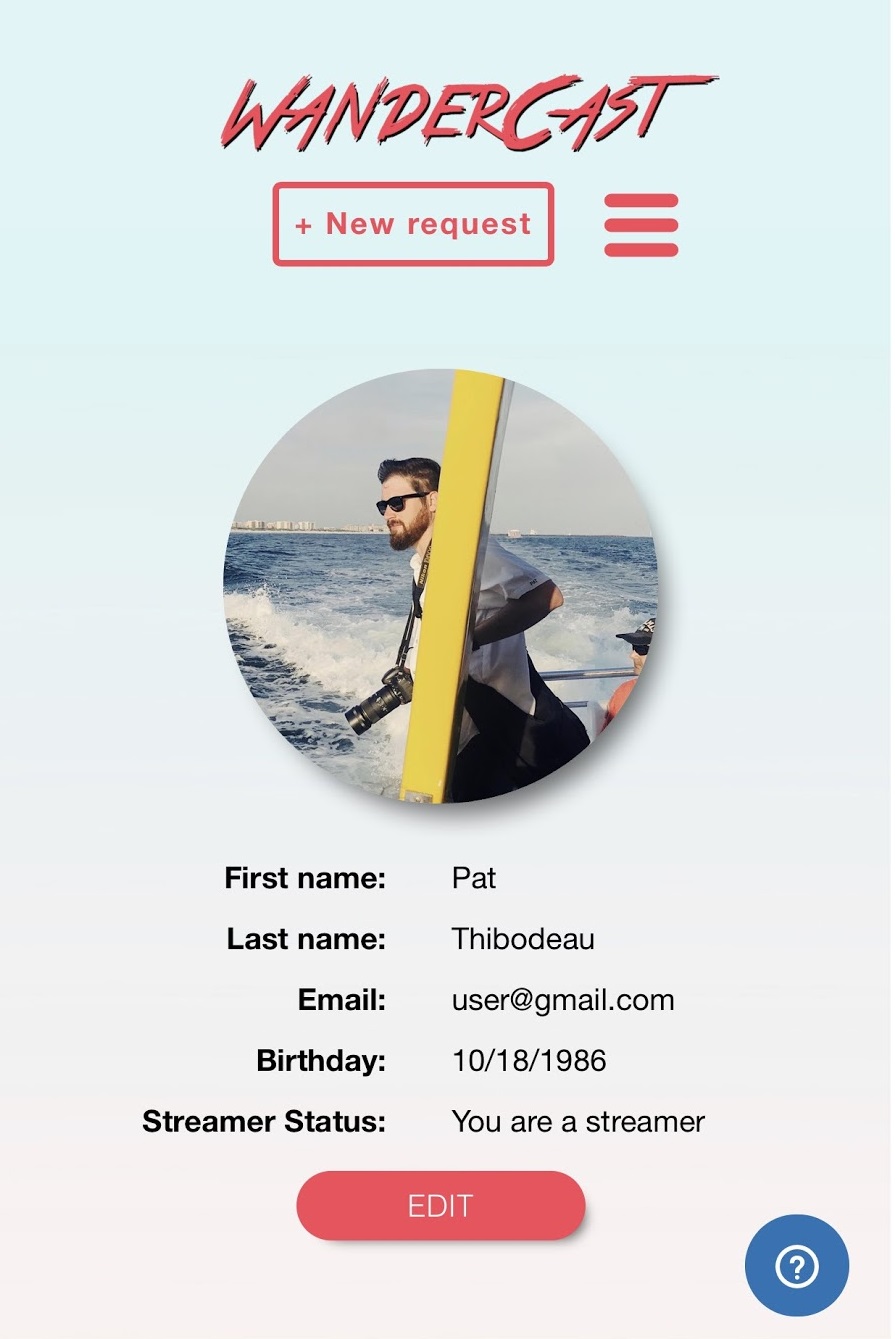 WANDERCAST
+ New request
First name: Pat
Last name: Thibodeau
Email: user@gmail.com
Birthday: 10/18/1986
Streamer Status: You are a streamer
EDIT
?